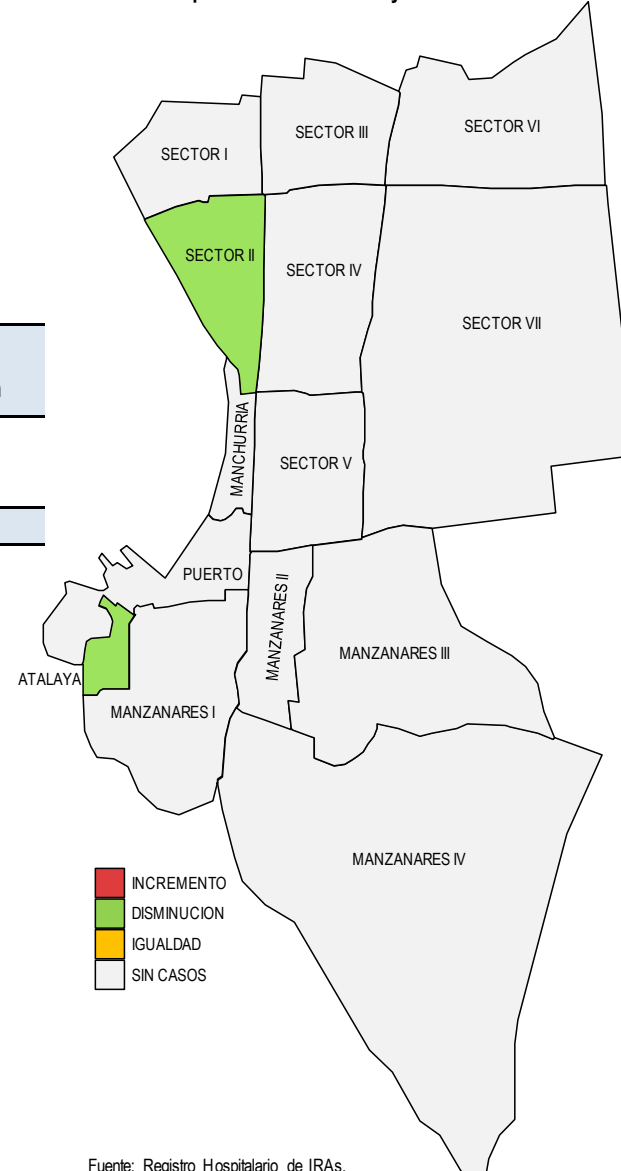 SECTOR I
SECTOR III
SECTOR VI
SECTOR II
SECTOR IV
SECTOR VII
MANCHURRIA
SECTOR V
PUERTO
MANZANARES II
MANZANARES III
ATALAYA
MANZANARES I
MANZANARES IV
INCREMENTO
DISMINUCION
IGUALDAD
SIN CASOS
Fuente: Registro Hospitalario de IRAs.